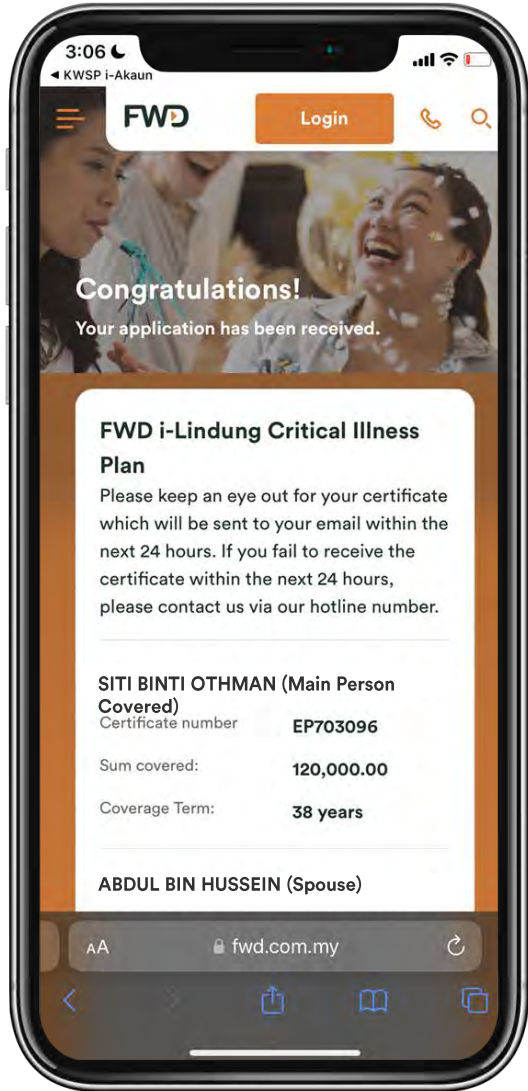 3:06
◀ KWSP i-Akaun
FWD
Login
Congratulations!
Your application has been received.
FWD i-Lindung Critical Illness
Plan
Please keep an eye out for your certificate
which will be sent to your email within the
next 24 hours. If you fail to receive the
certificate within the next 24 hours,
please contact us via our hotline number.
SITI BINTI OTHMAN (Main Person
Covered)
Certificate number EP703096
Sum covered: 120,000.00
Coverage Term: 38 years
ABDUL BIN HUSSEIN (Spouse)
AA fwd.com.my